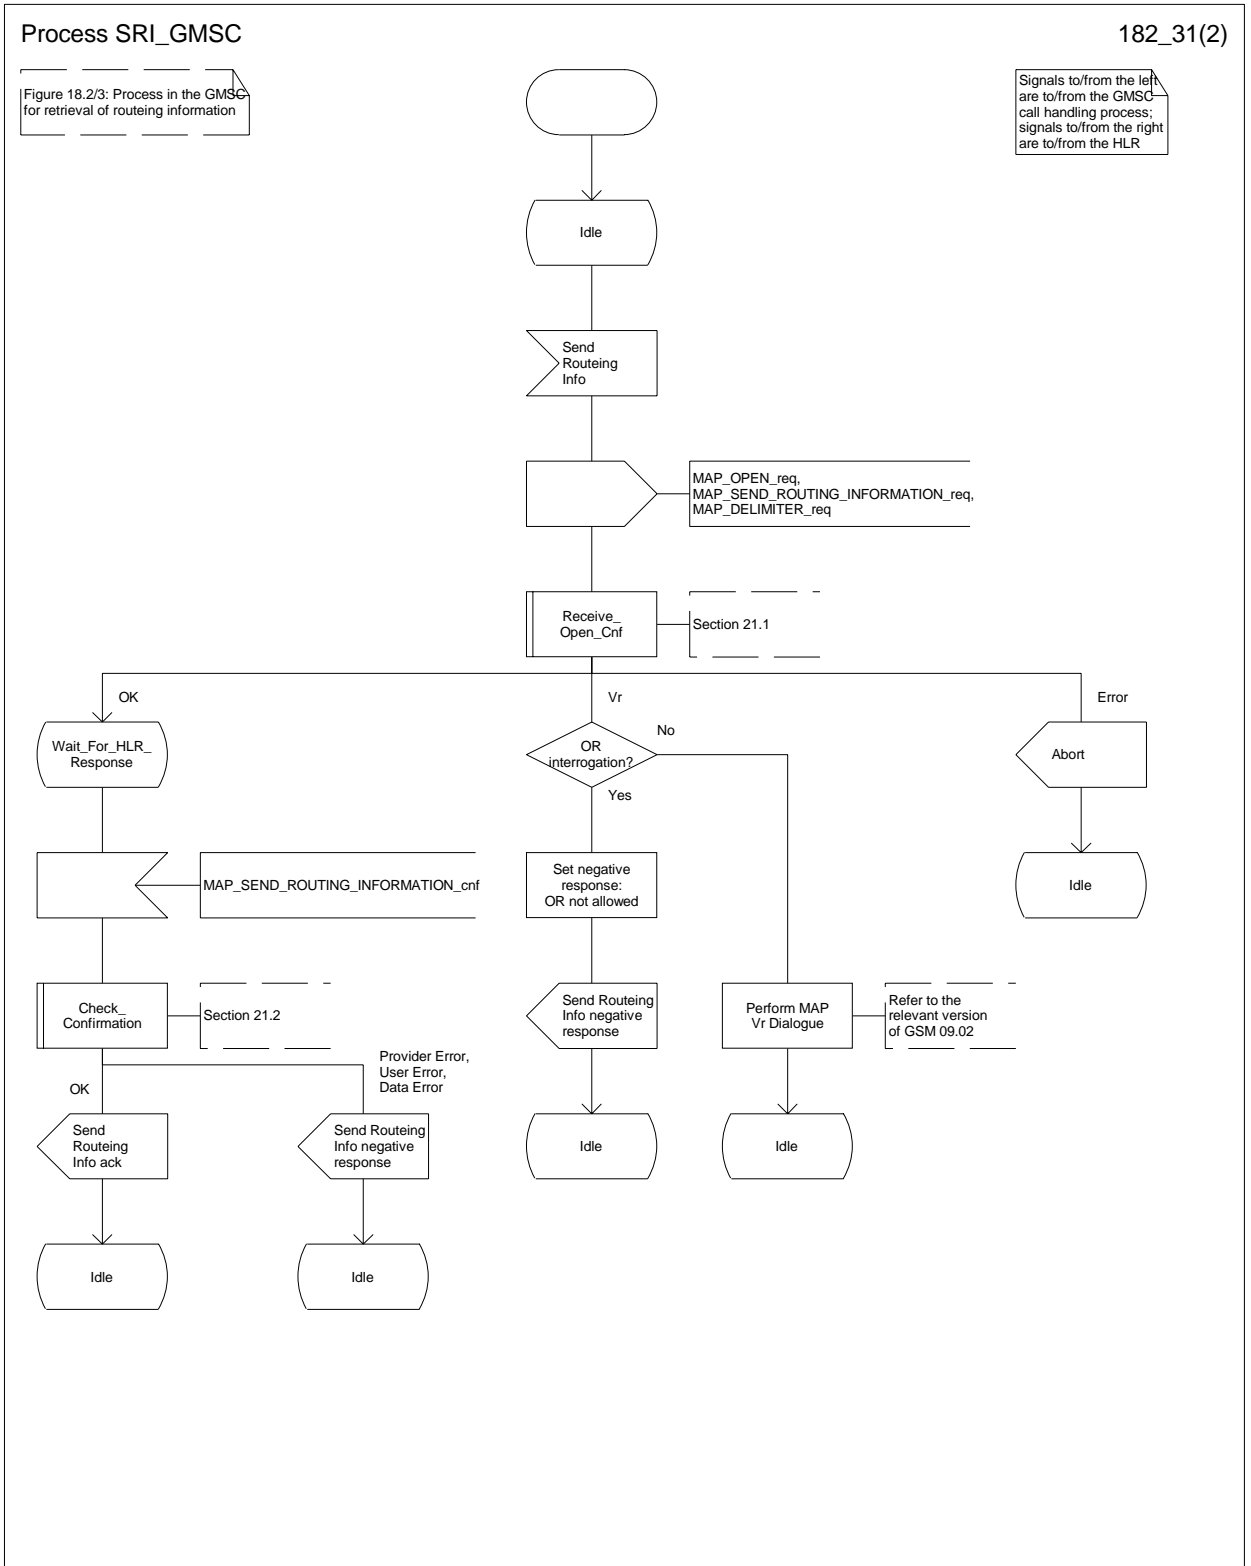 Process SRI_GMSC
182_31(2)
Figure 18.2/3: Process in the GMSC
for retrieval of routeing information
Signals to/from the left
are to/from the GMSC
call handling process;
signals to/from the right
are to/from the HLR
Idle
Send
Routeing
Info
MAP_OPEN_req,
MAP_SEND_ROUTING_INFORMATION_req,
MAP_DELIMITER_req
Receive_
Open_Cnf
Section 21.1
OK
Vr
Error
Wait_For_HLR_
Response
OR
interrogation?
No
Yes
Abort
MAP_SEND_ROUTING_INFORMATION_cnf
Set negative
response:
OR not allowed
Idle
Check_
Confirmation
Section 21.2
Send Routeing
Info negative
response
Perform MAP
Vr Dialogue
Refer to the
relevant version
of GSM 09.02
OK
Provider Error,
User Error,
Data Error
Send
Routeing
Info ack
Send Routeing
Info negative
response
Idle
Idle
Idle
Idle